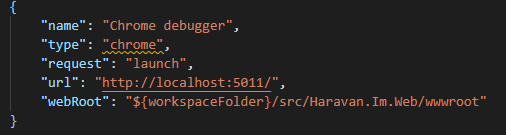 {
"name": "Chrome debugger",
"type": "chrome",
"request": "launch",
"url": "http://localhost:5011/",
"webRoot": "${workspaceFolder}/src/Haravan.Im.Web/wwwroot"
}